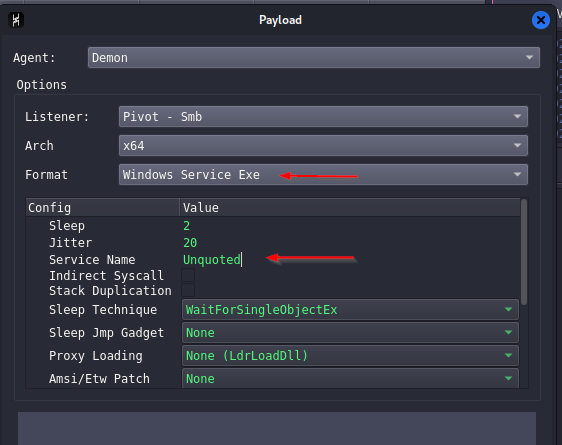 Payload
Agent: Demon
Options
Listener: Pivot - Smb
Arch x64
Format Windows Service Exe
Config Value
Sleep 2
Jitter 20
Service Name Unquoted
Indirect Syscall
Stack Duplication
Sleep Technique WaitForSingleObjectEx
Sleep Jmp Gadget None
Proxy Loading None (LdrLoadDll)
Amsi/Etw Patch None